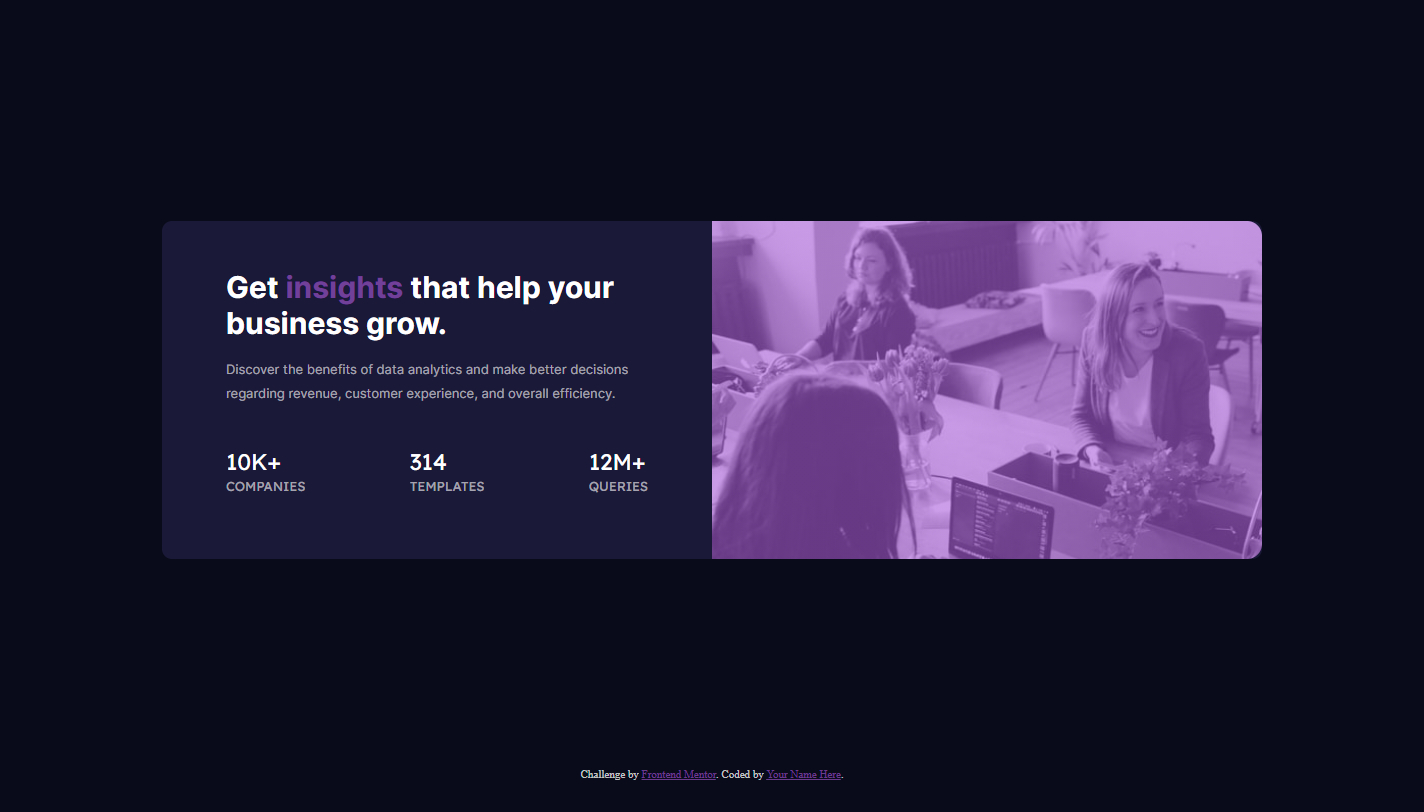 Get insights that help your
business grow.
Discover the benefits of data analytics and make better decisions
regarding revenue, customer experience, and overall efficiency.
10K+ 314 12M+
COMPANIES TEMPLATES QUERIES
Challenge by Frontend Mentor. Coded by Your Name Here.